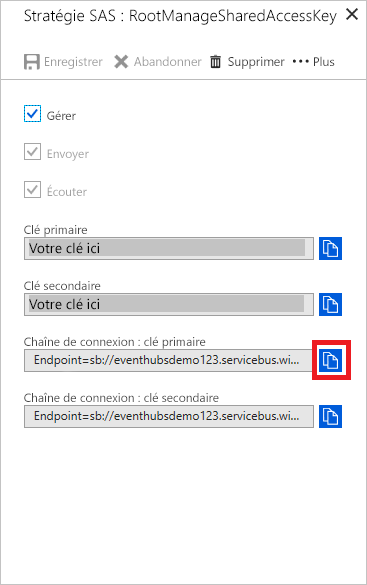 Stratégie SAS : RootManageSharedAccessKey
Enregistrer Abandonner Supprimer Plus
Gérer
Envoyer
Écouter
Clé primaire
Votre clé ici
Clé secondaire
Votre clé ici
Chaîne de connexion : clé primaire
Endpoint=sb://eventhubsdemo123.servicebus.wi...
Chaîne de connexion : clé secondaire
Endpoint=sb://eventhubsdemo123.servicebus.wi...